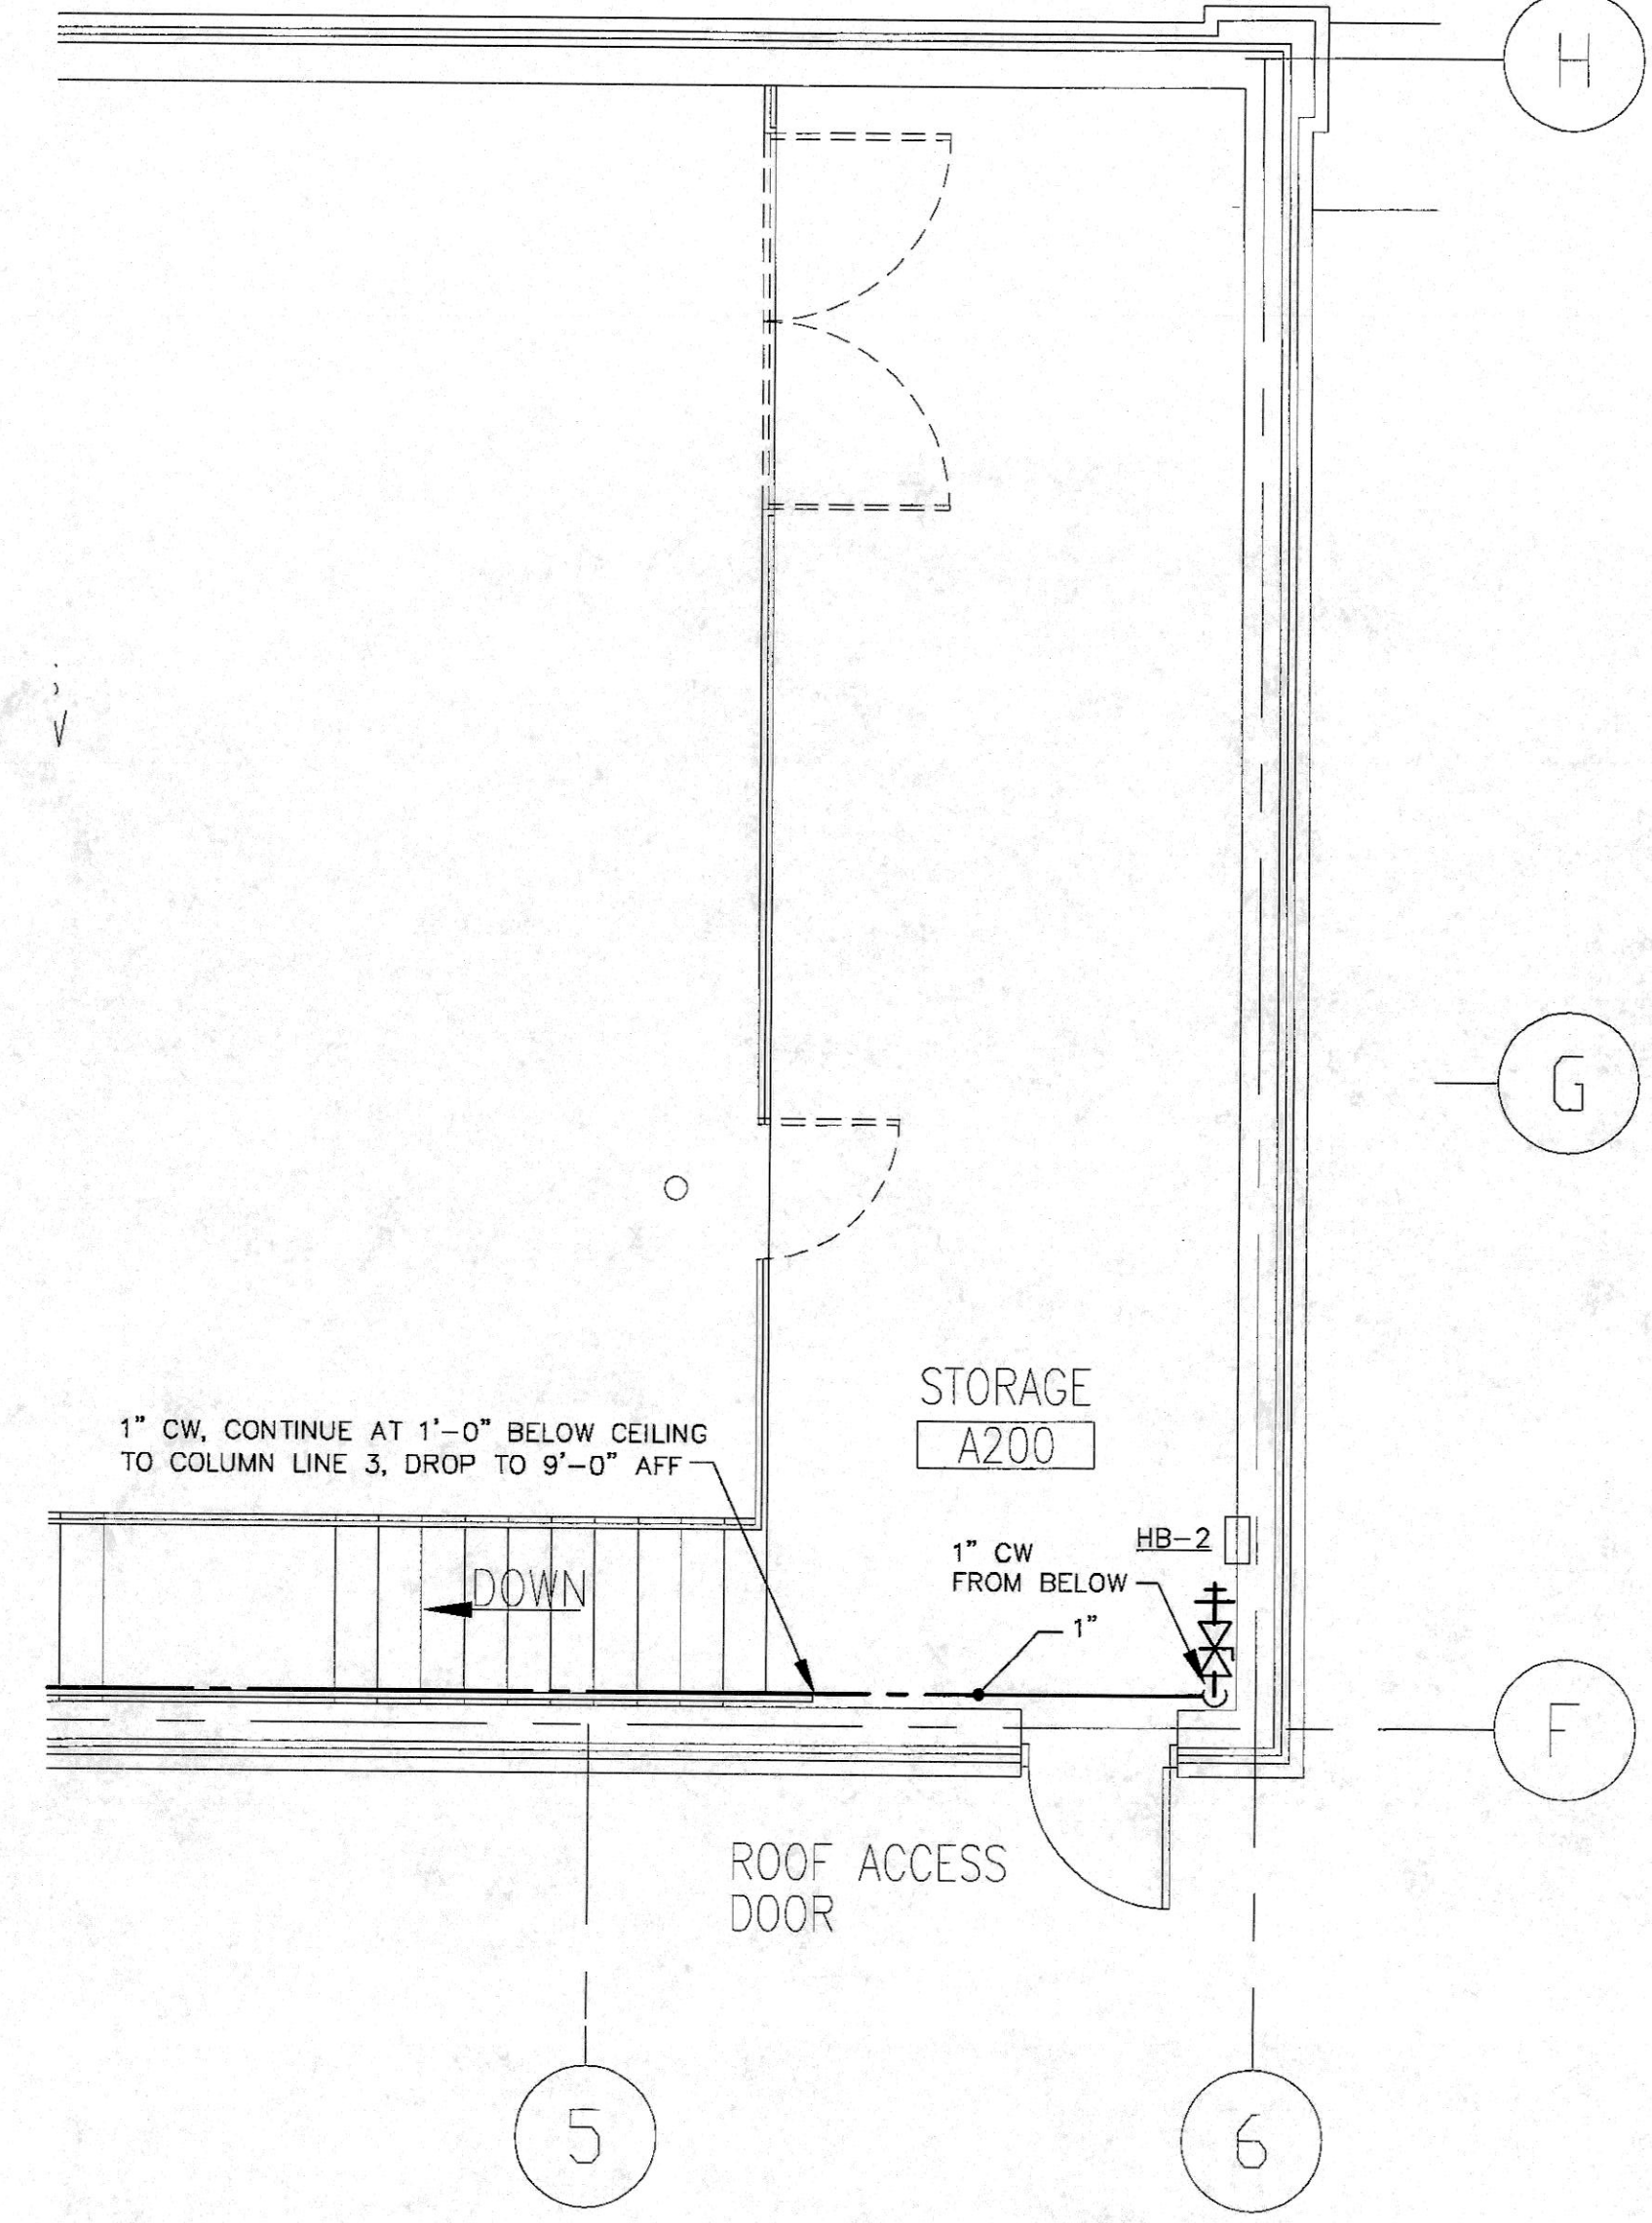 H
G
STORAGE
A200
1" CW, CONTINUE AT 1'-0" BELOW CEILING
TO COLUMN LINE 3, DROP TO 9'-0" AFF
HB-2
1" CW
FROM BELOW
DOWN
1"
F
ROOF ACCESS
DOOR
5
6